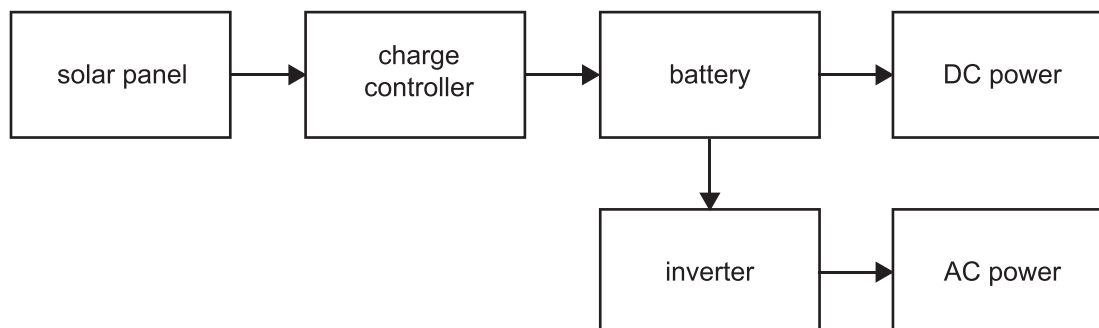 solar panel
charge
controller
battery
DC power
inverter
AC power